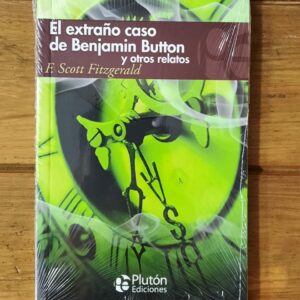 El extraño caso
de Benjamin Button
y otros relatos
F. Scott Fitzgerald
Plutón
Ediciones